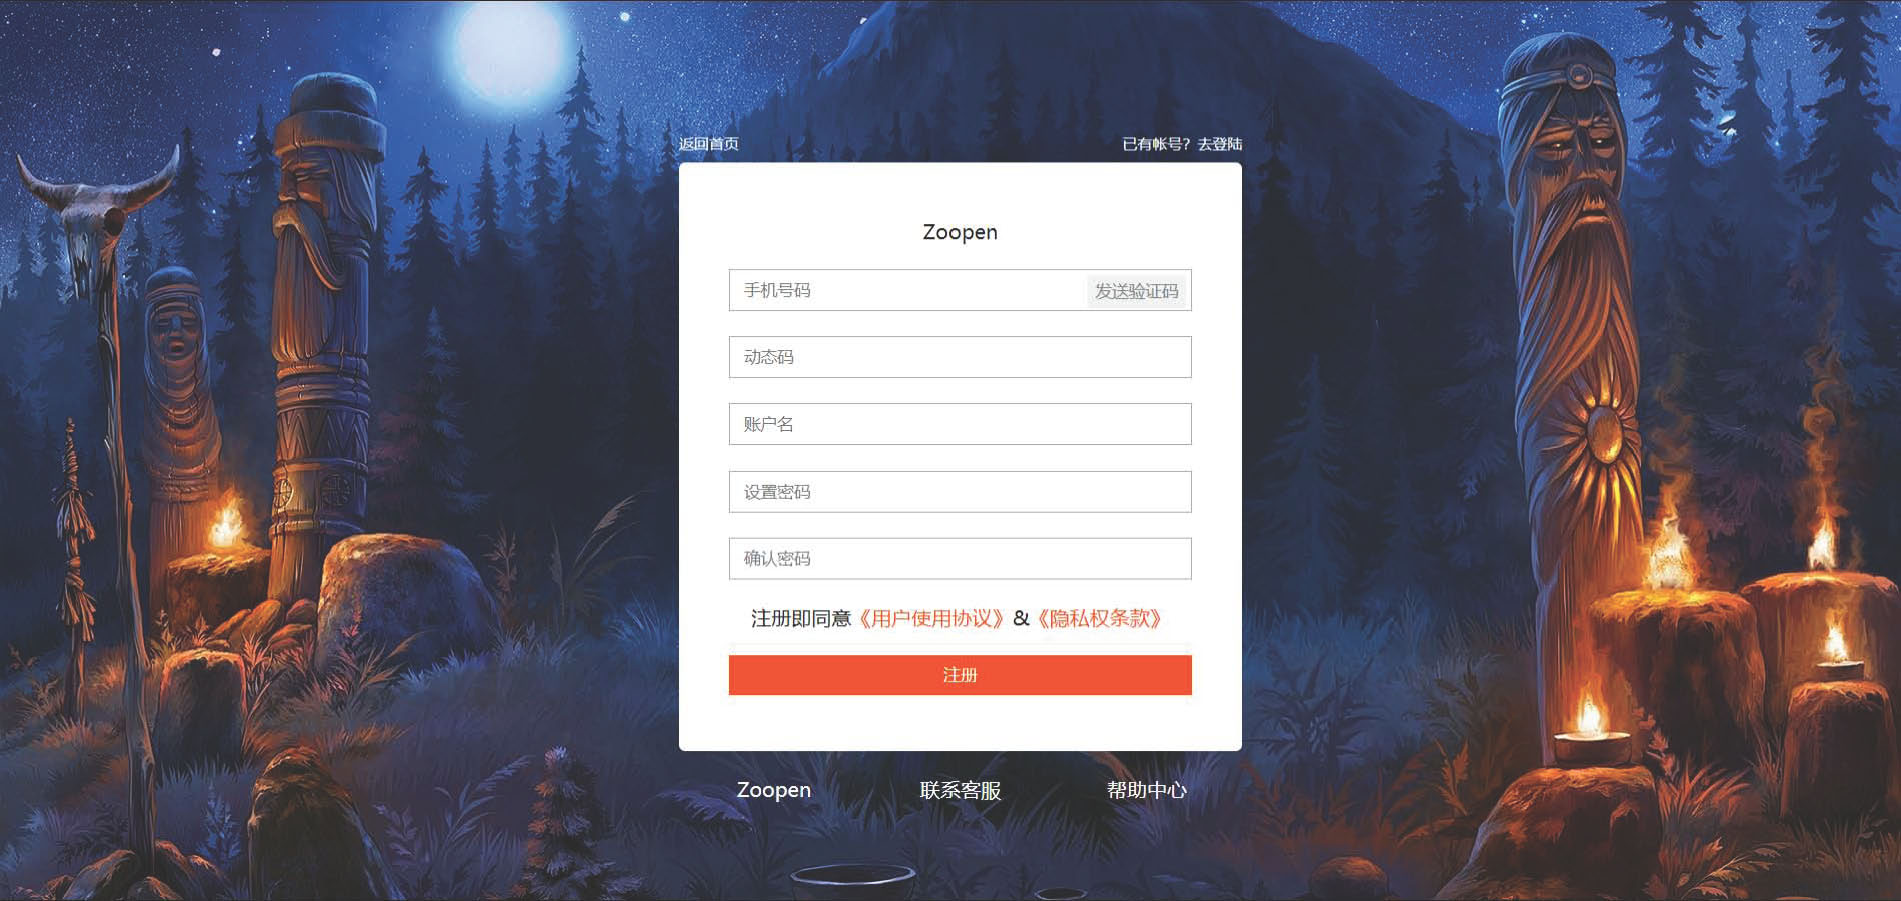 返回首页
已有帐号？去登陆
Zoopen
手机号码
发送验证码
动态码
账户名
设置密码
确认密码
注册即同意《用户使用协议》&《隐私权条款》
注册
Zoopen
联系客服
帮助中心